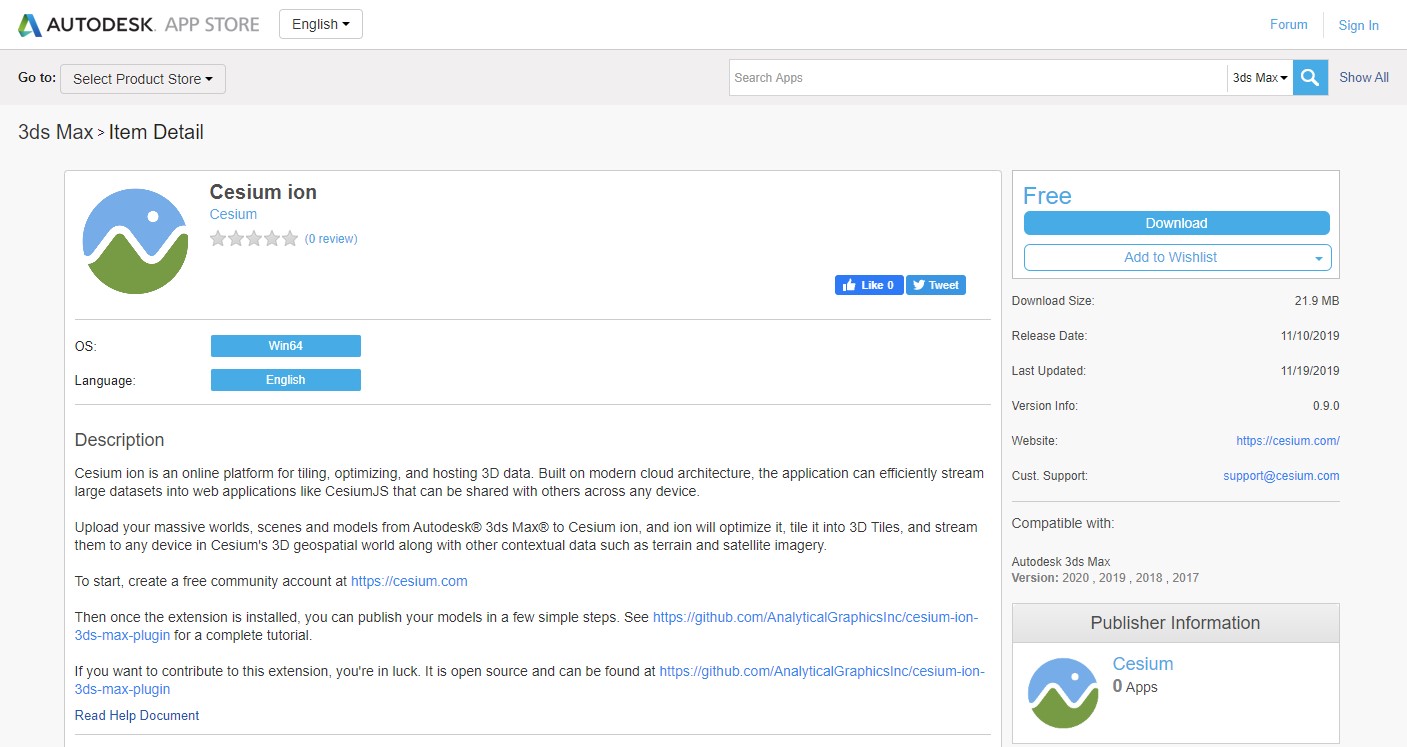 AUTODESK. APP STORE English
Forum Sign In
Go to: Select Product Store Search Apps 3ds Max Show All
3ds Max > Item Detail
Cesium ion
Cesium
(0 review)
Like 0 Tweet
OS: Win64
Language: English
Description
Cesium ion is an online platform for tiling, optimizing, and hosting 3D data. Built on modern cloud architecture, the application can efficiently stream
large datasets into web applications like CesiumJS that can be shared with others across any device.
Upload your massive worlds, scenes and models from Autodesk® 3ds Max® to Cesium ion, and ion will optimize it, tile it into 3D Tiles, and stream
them to any device in Cesium's 3D geospatial world along with other contextual data such as terrain and satellite imagery.
To start, create a free community account at https://cesium.com
Then once the extension is installed, you can publish your models in a few simple steps. See https://github.com/AnalyticalGraphicsInc/cesium-ion-
3ds-max-plugin for a complete tutorial.
If you want to contribute to this extension, you're in luck. It is open source and can be found at https://github.com/AnalyticalGraphicsInc/cesium-ion-
3ds-max-plugin
Read Help Document
Free
Download
Add to Wishlist
Download Size: 21.9 MB
Release Date: 11/10/2019
Last Updated: 11/19/2019
Version Info: 0.9.0
Website: https://cesium.com/
Cust. Support: support@cesium.com
Compatible with:
Autodesk 3ds Max
Version: 2020 , 2019 , 2018 , 2017
Publisher Information
Cesium
0 Apps